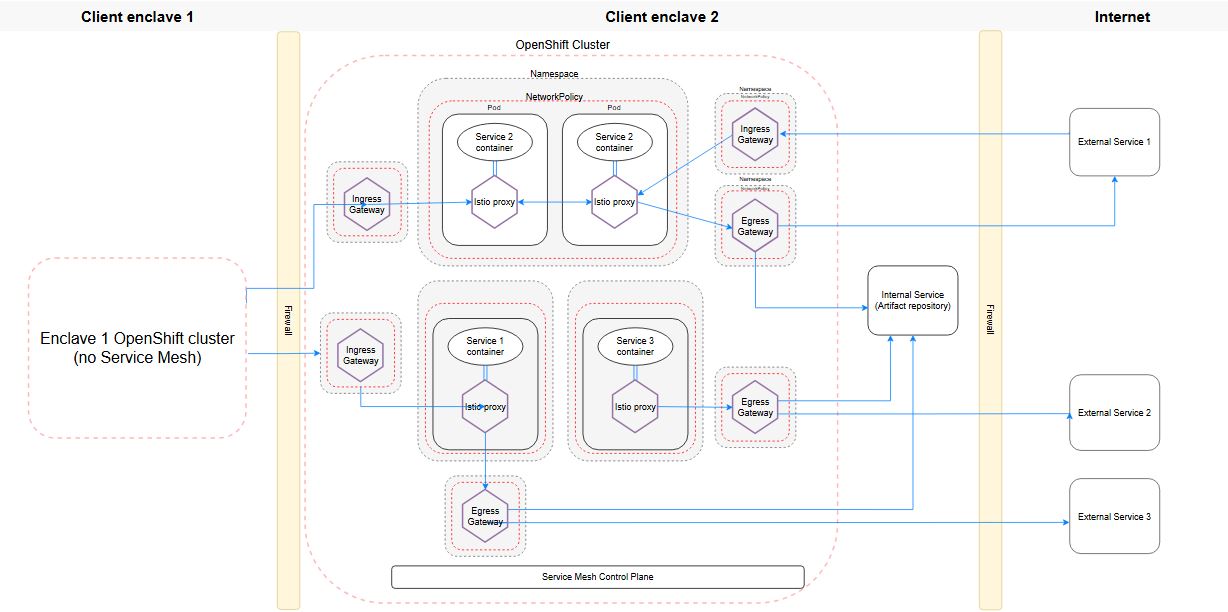 Client enclave 1
Client enclave 2
Internet
OpenShift Cluster
Namespace
NetworkPolicy
Pod
Pod
Service 2
container
Service 2
container
Istio proxy
Istio proxy
Namespace
NetworkPolicy
Ingress
Gateway
Namespace
NetworkPolicy
Egress
Gateway
External Service 1
Ingress
Gateway
Enclave 1 OpenShift cluster
(no Service Mesh)
Firewall
Ingress
Gateway
Service 1
container
Istio proxy
Service 3
container
Istio proxy
Egress
Gateway
Internal Service
(Artifact repository)
Firewall
External Service 2
Egress
Gateway
External Service 3
Service Mesh Control Plane